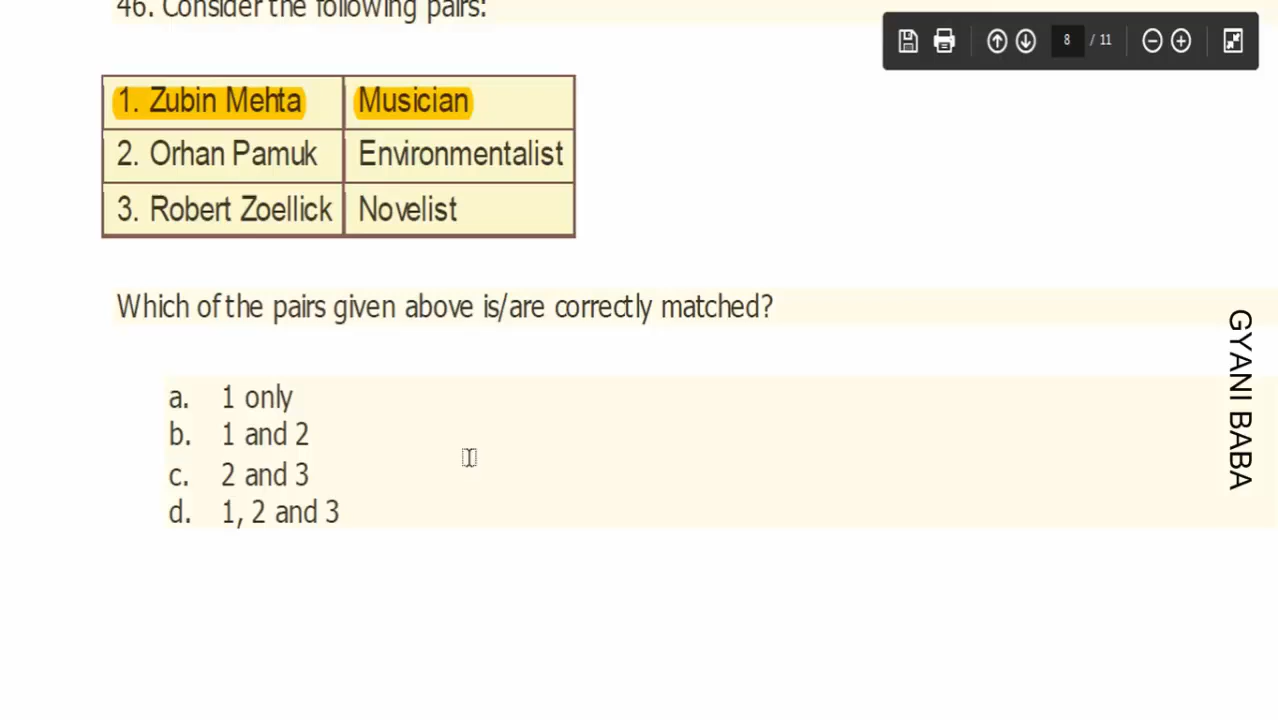 46. Consider the following pairs:
8 / 11
1. Zubin Mehta Musician
2. Orhan Pamuk Environmentalist
3. Robert Zoellick Novelist
Which of the pairs given above is/are correctly matched?
a. 1 only
b. 1 and 2
c. 2 and 3
d. 1, 2 and 3
GYANI BABA